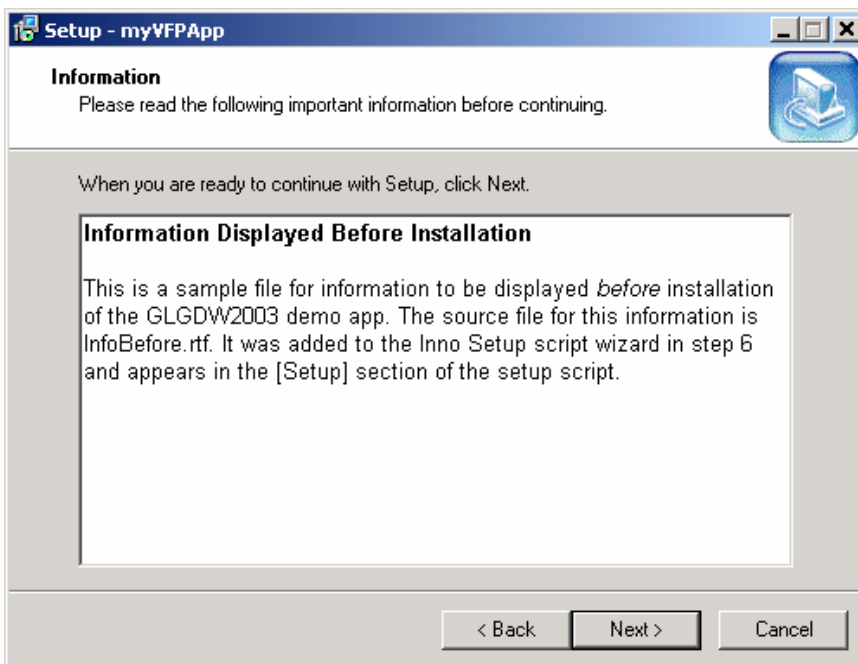 Setup - myVFPApp
Information
Please read the following important information before continuing.
When you are ready to continue with Setup, click Next.
Information Displayed Before Installation
This is a sample file for information to be displayed before installation
of the GLGDW2003 demo app. The source file for this information is
InfoBefore.rtf. It was added to the Inno Setup script wizard in step 6
and appears in the [Setup] section of the setup script.
< Back
Next >
Cancel